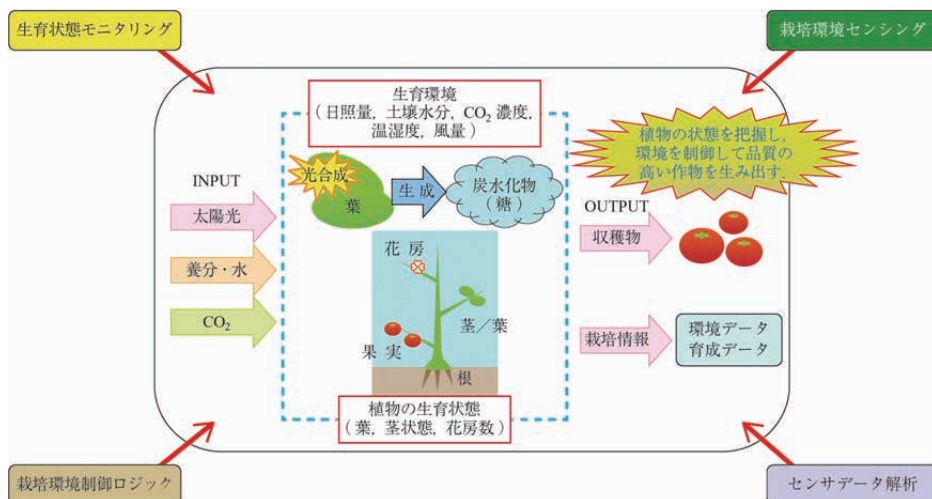 生育状態モニタリング
栽培環境センシング
生育環境
（日照量，土壌水分，CO₂ 濃度，
温湿度，風量）
植物の状態を把握し，
環境を制御して品質の
高い作物を生み出す．
INPUT
太陽光
養分・水
CO₂
光合成
葉
生成
炭水化物
（糖）
花房
茎／葉
果実
根
植物の生育状態
（葉，茎状態，花房数）
OUTPUT
収穫物
栽培情報
環境データ
育成データ
栽培環境制御ロジック
センサデータ解析